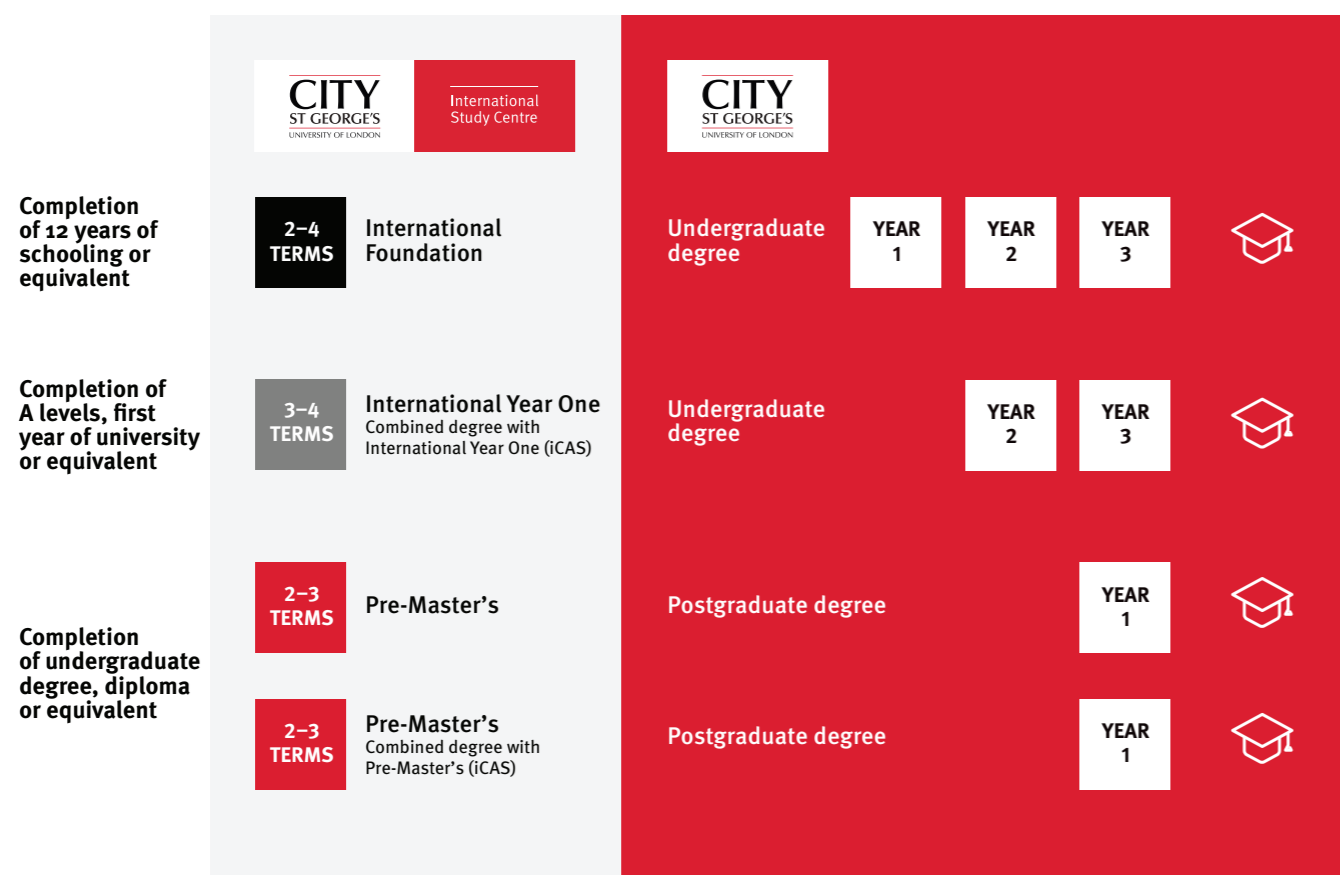 CITY
ST GEORGE'S
UNIVERSITY OF LONDON
International
Study Centre
CITY
ST GEORGE'S
UNIVERSITY OF LONDON
Completion
of 12 years of
schooling or
equivalent
2–4
TERMS
International
Foundation
Undergraduate
degree
YEAR
1
YEAR
2
YEAR
3
Completion of
A levels, first
year of university
or equivalent
3–4
TERMS
International Year One
Combined degree with
International Year One (iCAS)
Undergraduate
degree
YEAR
2
YEAR
3
Completion
of undergraduate
degree, diploma
or equivalent
2–3
TERMS
Pre-Master’s
Postgraduate degree
YEAR
1
2–3
TERMS
Pre-Master’s
Combined degree with
Pre-Master’s (iCAS)
Postgraduate degree
YEAR
1